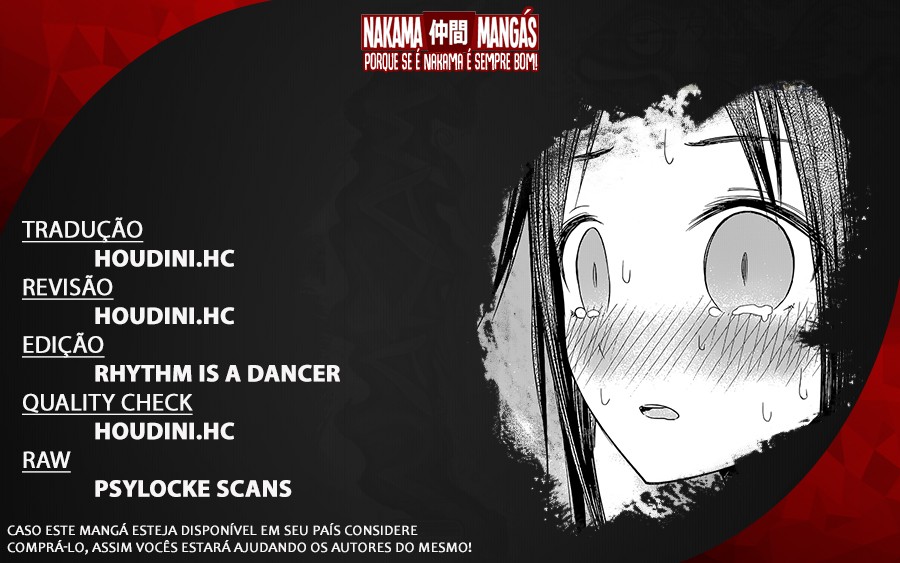 NAKAMA 仲間 MANGÁS
PORQUE SE É NAKAMA É SEMPRE BOM!
TRADUÇÃO
HOUDINI.HC
REVISÃO
HOUDINI.HC
EDIÇÃO
RHYTHM IS A DANCER
QUALITY CHECK
HOUDINI.HC
RAW
PSYLOCKE SCANS
CASO ESTE MANGÁ ESTEJA DISPONÍVEL EM SEU PAÍS CONSIDERE
COMPRÁ-LO, ASSIM VOCÊS ESTARÁ AJUDANDO OS AUTORES DO MESMO!